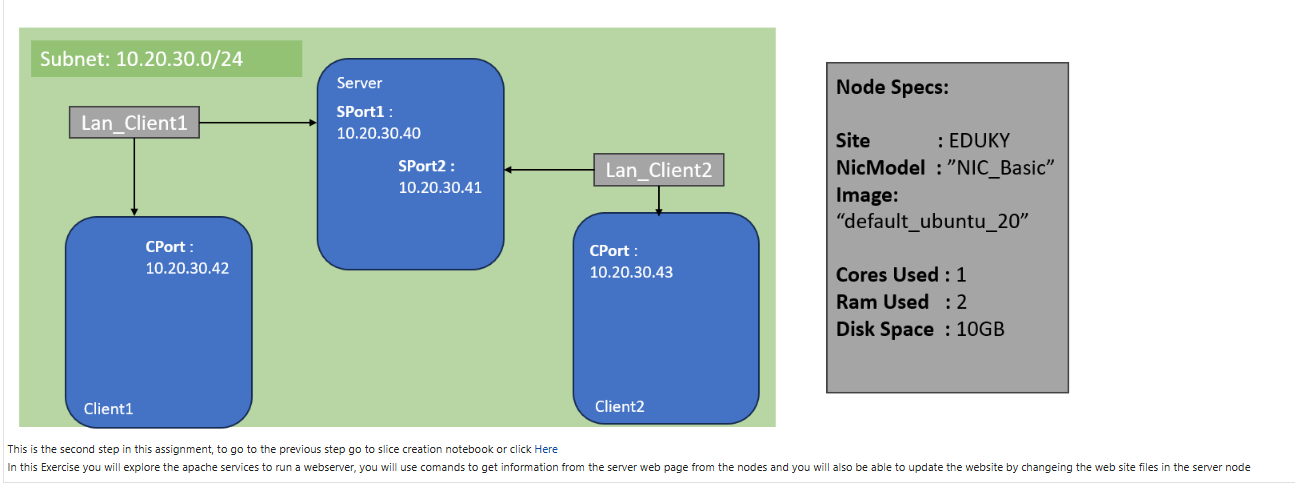 Subnet: 10.20.30.0/24
Server
SPort1 :
10.20.30.40
SPort2 :
10.20.30.41
Lan_Client1
Lan_Client2
CPort :
10.20.30.42
Client1
CPort :
10.20.30.43
Client2
Node Specs:
Site : EDUKY
NicModel : ”NIC_Basic”
Image:
“default_ubuntu_20”
Cores Used : 1
Ram Used : 2
Disk Space : 10GB
This is the second step in this assignment, to go to the previous step go to slice creation notebook or click Here
In this Exercise you will explore the apache services to run a webserver, you will use comands to get information from the server web page from the nodes and you will also be able to update the website by changeing the web site files in the server node